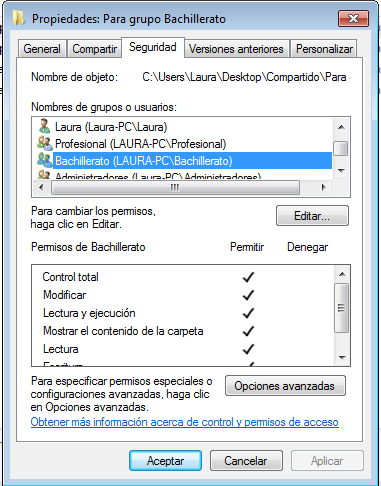 Propiedades: Para grupo Bachillerato
General Compartir Seguridad Versiones anteriores Personalizar
Nombre de objeto: C:\Users\Laura\Desktop\Compartido\Para
Nombres de grupos o usuarios:
Laura (Laura-PC\Laura)
Profesional (LAURA-PC\Profesional)
Bachillerato (LAURA-PC\Bachillerato)
Administradores (Laura-PC\Administradores)
Para cambiar los permisos,
haga clic en Editar.
Editar...
Permisos de Bachillerato Permitir Denegar
Control total
Modificar
Lectura y ejecución
Mostrar el contenido de la carpeta
Lectura
Escritura
Para especificar permisos especiales o
configuraciones avanzadas, haga clic
en Opciones avanzadas.
Opciones avanzadas
Obtener más información acerca de control y permisos de acceso
Aceptar Cancelar Aplicar